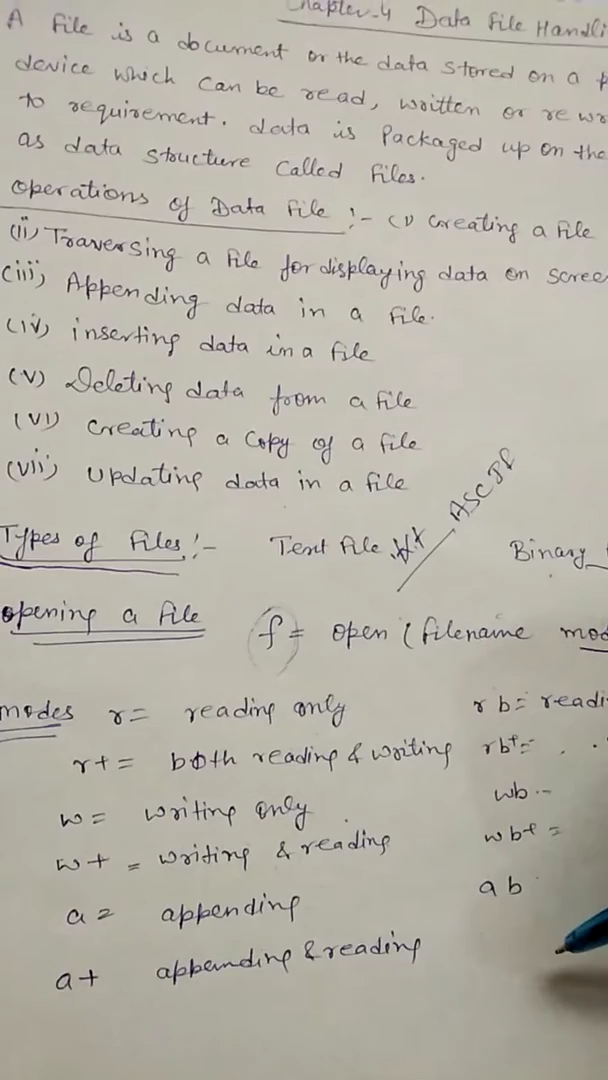 Chapter-4 Data File Handli
A file is a document or the data stored on a p
device which can be read, written or rewr
to requirement. data is Packaged up on the
as data structure called files.
operations of Data file :- (i) Creating a file
(ii) Traversing a file for displaying data on scree
(iii) Appending data in a file.
(iv) inserting data in a file
(v) Deleting data from a file
(vi) Creating a copy of a file
(vii) updating data in a file
ASCII
Types of files :- Text file .txt Binary
opening a file f = open (filename mod
modes r = reading only rb = readi
r+ = both reading & writing rb+ =
w = writing only wb --
w+ = writing & reading wb+ =
a = appending ab
a+ appending & reading